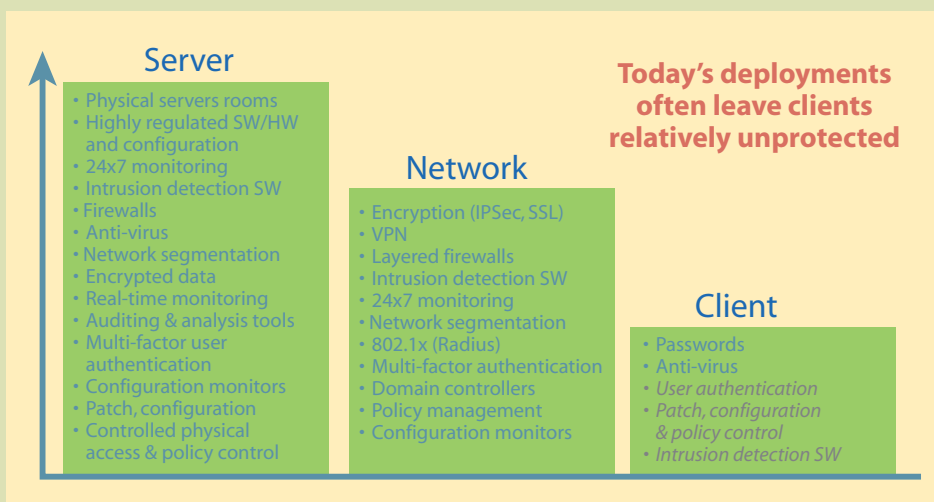 Server
• Physical servers rooms
• Highly regulated SW/HW
and configuration
• 24x7 monitoring
• Intrusion detection SW
• Firewalls
• Anti-virus
• Network segmentation
• Encrypted data
• Real-time monitoring
• Auditing & analysis tools
• Multi-factor user
authentication
• Configuration monitors
• Patch, configuration
• Controlled physical
access & policy control
Network
• Encryption (IPSec, SSL)
• VPN
• Layered firewalls
• Intrusion detection SW
• 24x7 monitoring
• Network segmentation
• 802.1x (Radius)
• Multi-factor authentication
• Domain controllers
• Policy management
• Configuration monitors
Today's deployments
often leave clients
relatively unprotected
Client
• Passwords
• Anti-virus
• User authentication
• Patch, configuration
& policy control
• Intrusion detection SW